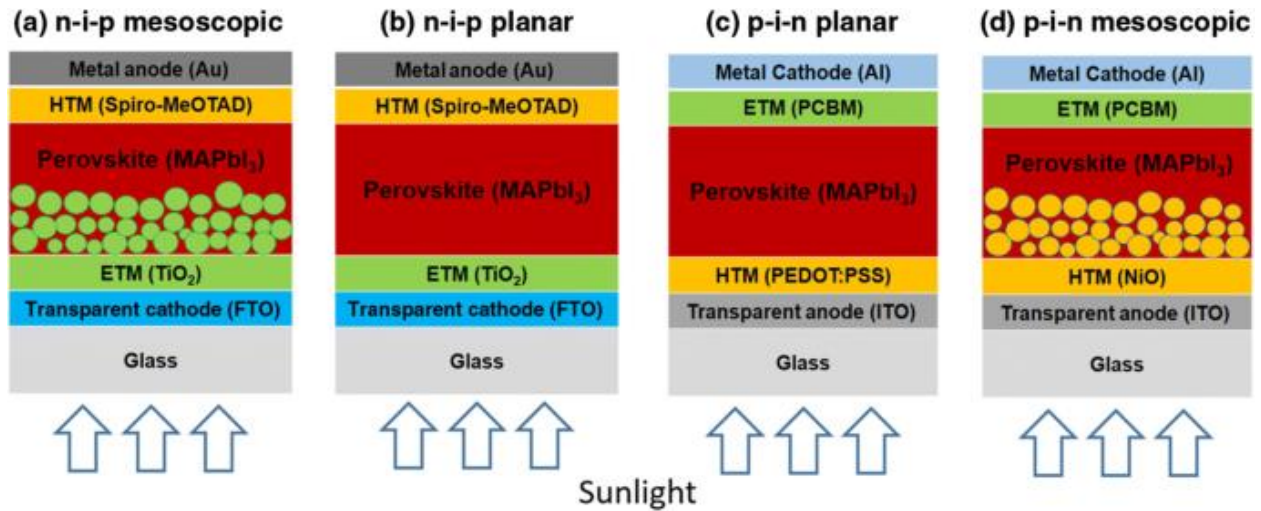 (a) n-i-p mesoscopic
Metal anode (Au)
HTM (Spiro-MeOTAD)
Perovskite (MAPbI₃)
ETM (TiO₂)
Transparent cathode (FTO)
Glass
(b) n-i-p planar
Metal anode (Au)
HTM (Spiro-MeOTAD)
Perovskite (MAPbI₃)
ETM (TiO₂)
Transparent cathode (FTO)
Glass
(c) p-i-n planar
Metal Cathode (Al)
ETM (PCBM)
Perovskite (MAPbI₃)
HTM (PEDOT:PSS)
Transparent anode (ITO)
Glass
(d) p-i-n mesoscopic
Metal Cathode (Al)
ETM (PCBM)
Perovskite (MAPbI₃)
HTM (NiO)
Transparent anode (ITO)
Glass
Sunlight